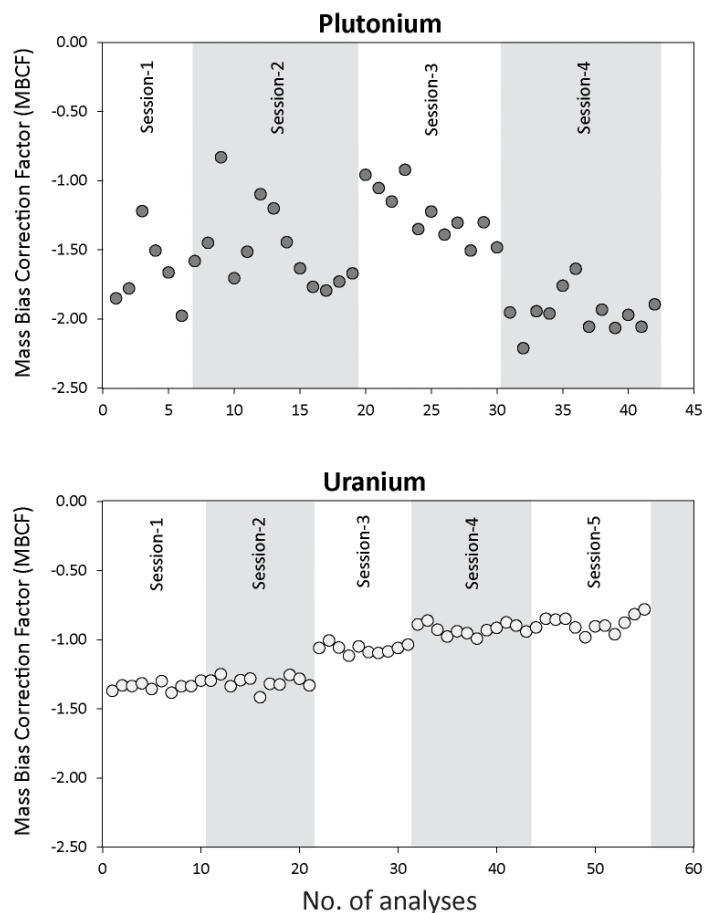 Plutonium
Mass Bias Correction Factor (MBCF)
0.00
-0.50
-1.00
-1.50
-2.00
-2.50
Session-1
Session-2
Session-3
Session-4
0 5 10 15 20 25 30 35 40 45
Uranium
Mass Bias Correction Factor (MBCF)
0.00
-0.50
-1.00
-1.50
-2.00
-2.50
Session-1
Session-2
Session-3
Session-4
Session-5
0 10 20 30 40 50 60
No. of analyses